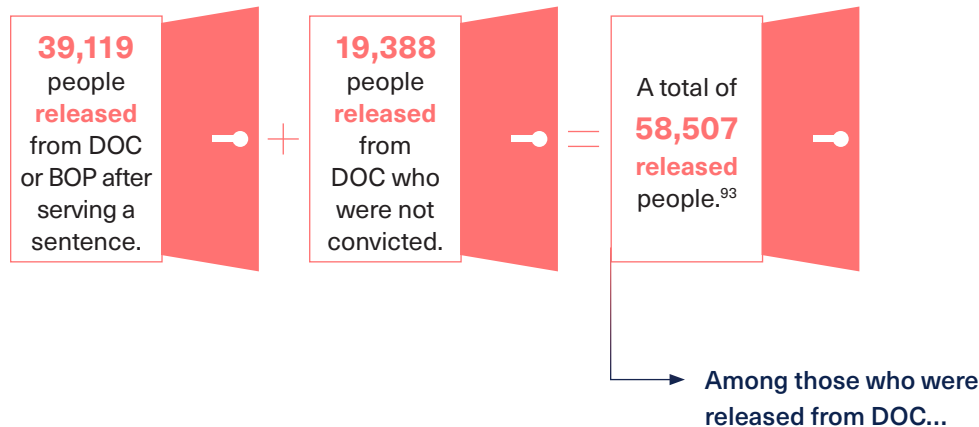 39,119
people
released
from DOC
or BOP after
serving a
sentence.
+
19,388
people
released
from
DOC who
were not
convicted.
=
A total of
58,507
released
people.⁹³
Among those who were
released from DOC...